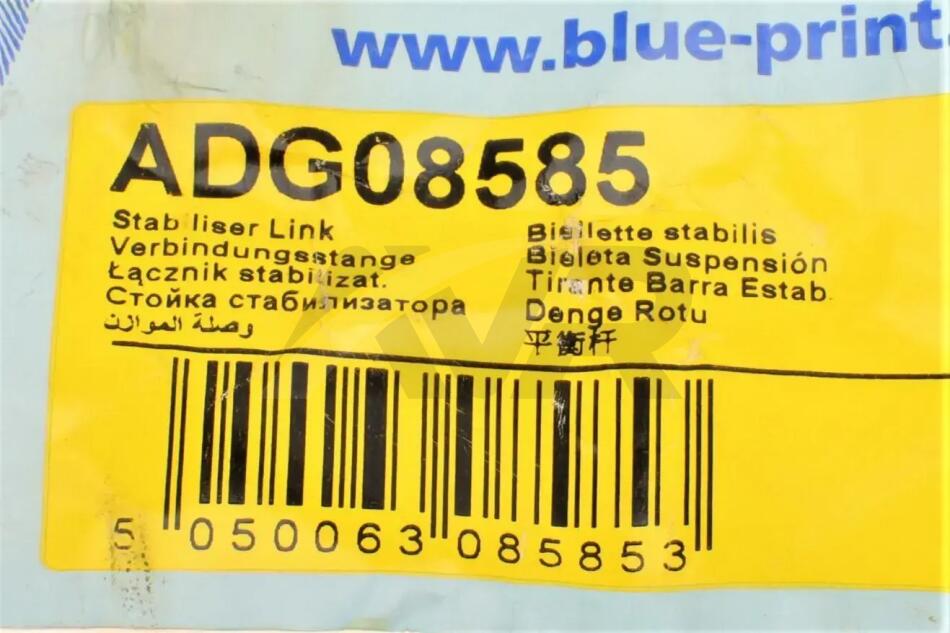 www.blue-print.
ADG08585
Stabiliser Link
Verbindungsstange
Łącznik stabilizat.
Стойка стабилизатора
وصلة الموازن
Biellette stabilis
Bieleta Suspensión
Tirante Barra Estab.
Denge Rotu
平衡杆
5 050063 085853